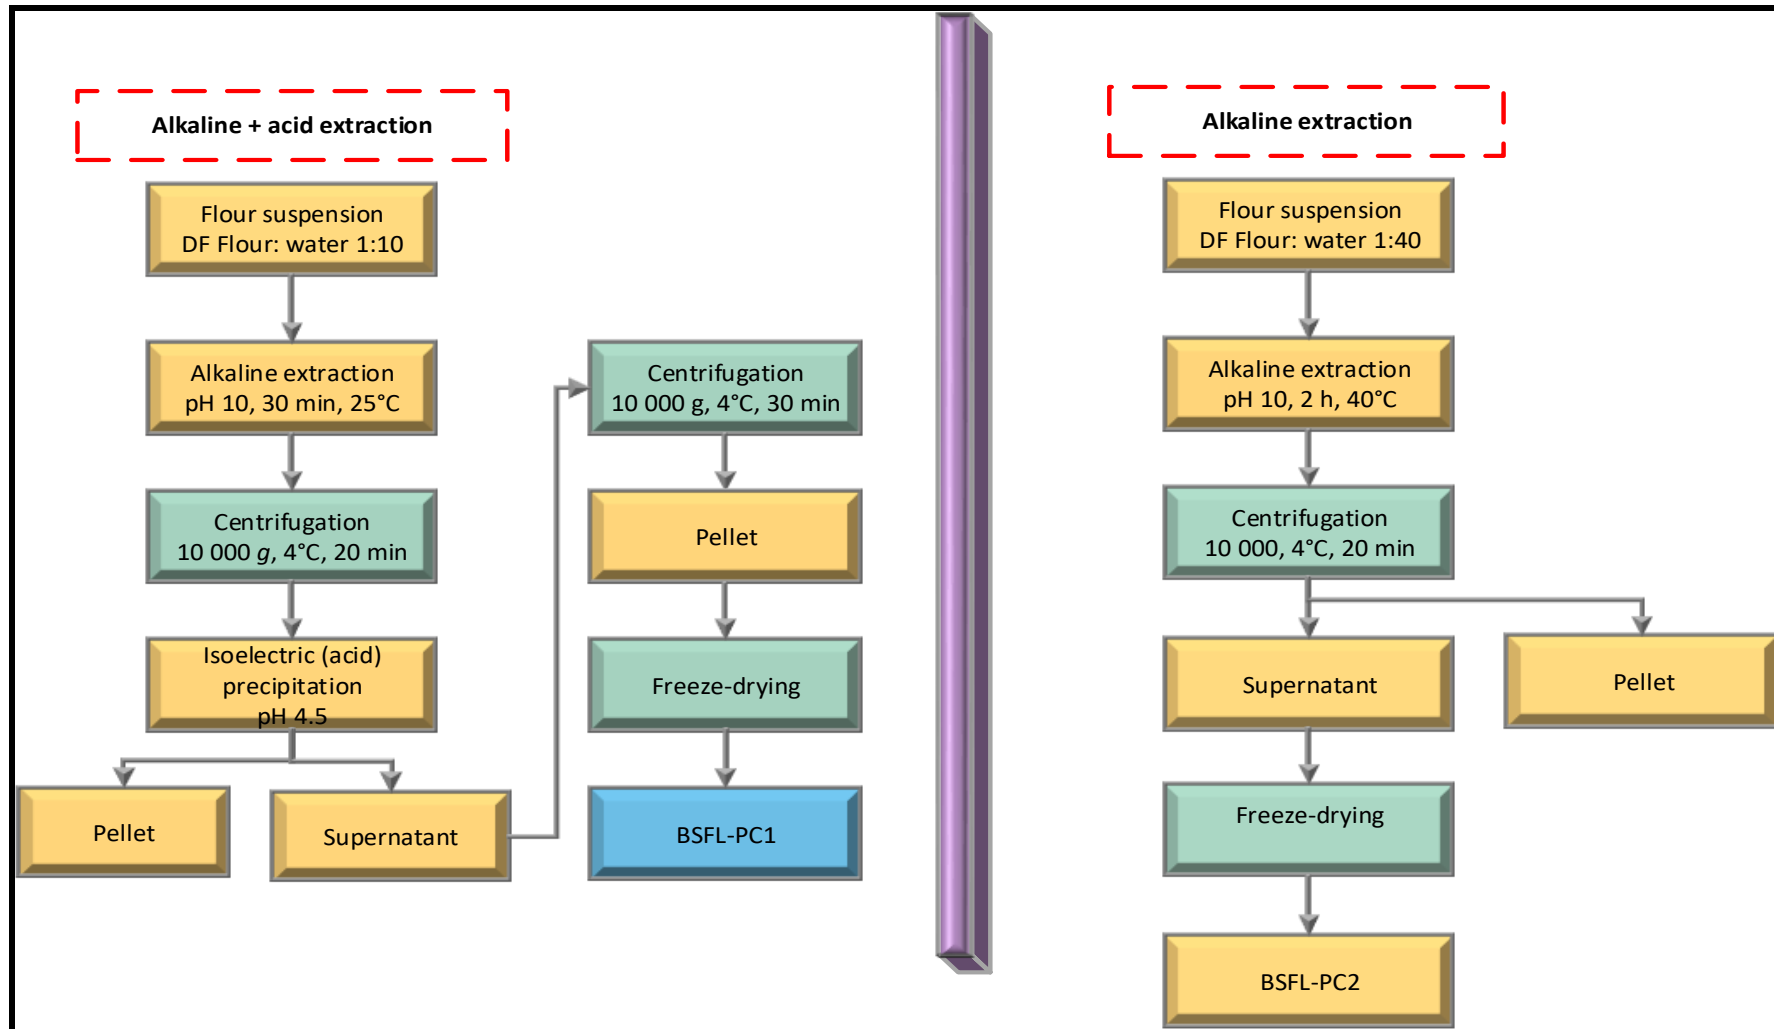 Alkaline + acid extraction
Flour suspension
DF Flour: water 1:10
Alkaline extraction
pH 10, 30 min, 25°C
Centrifugation
10 000 g, 4°C, 20 min
Isoelectric (acid)
precipitation
pH 4.5
Pellet
Supernatant
Centrifugation
10 000 g, 4°C, 30 min
Pellet
Freeze-drying
BSFL-PC1
Alkaline extraction
Flour suspension
DF Flour: water 1:40
Alkaline extraction
pH 10, 2 h, 40°C
Centrifugation
10 000, 4°C, 20 min
Supernatant
Pellet
Freeze-drying
BSFL-PC2